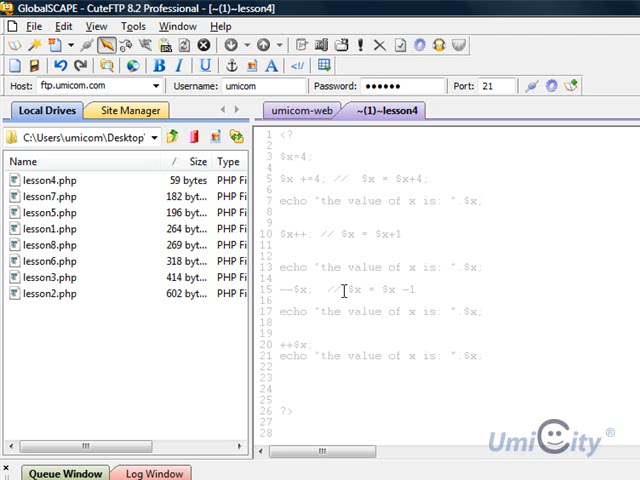 GlobalSCAPE - CuteFTP 8.2 Professional - [~(1)~lesson4]
File Edit View Tools Window Help
Host: ftp.umicom.com Username: umicom Password: ●●●●●● Port: 21
Local Drives Site Manager umicom-web ~(1)~lesson4
C:\Users\umicom\Desktop\
Name Size Type
lesson4.php 59 bytes PHP Fi
lesson7.php 182 byt... PHP Fi
lesson5.php 196 byt... PHP Fi
lesson1.php 264 byt... PHP Fi
lesson8.php 269 byt... PHP Fi
lesson6.php 318 byt... PHP Fi
lesson3.php 414 byt... PHP Fi
lesson2.php 602 byt... PHP Fi
1 <?
2
3 $x=4;
4
5 $x +=4; // $x = $x+4;
6
7 echo "the value of x is: ".$x;
8
9
10 $x++; // $x = $x+1
11
12
13 echo "the value of x is: ".$x;
14
15 --$x; // $x = $x -1
16
17 echo "the value of x is: ".$x;
18
19
20 ++$x;
21 echo "the value of x is: ".$x;
22
23
24
25
26 ?>
27
28
UmiCity ®
Queue Window Log Window